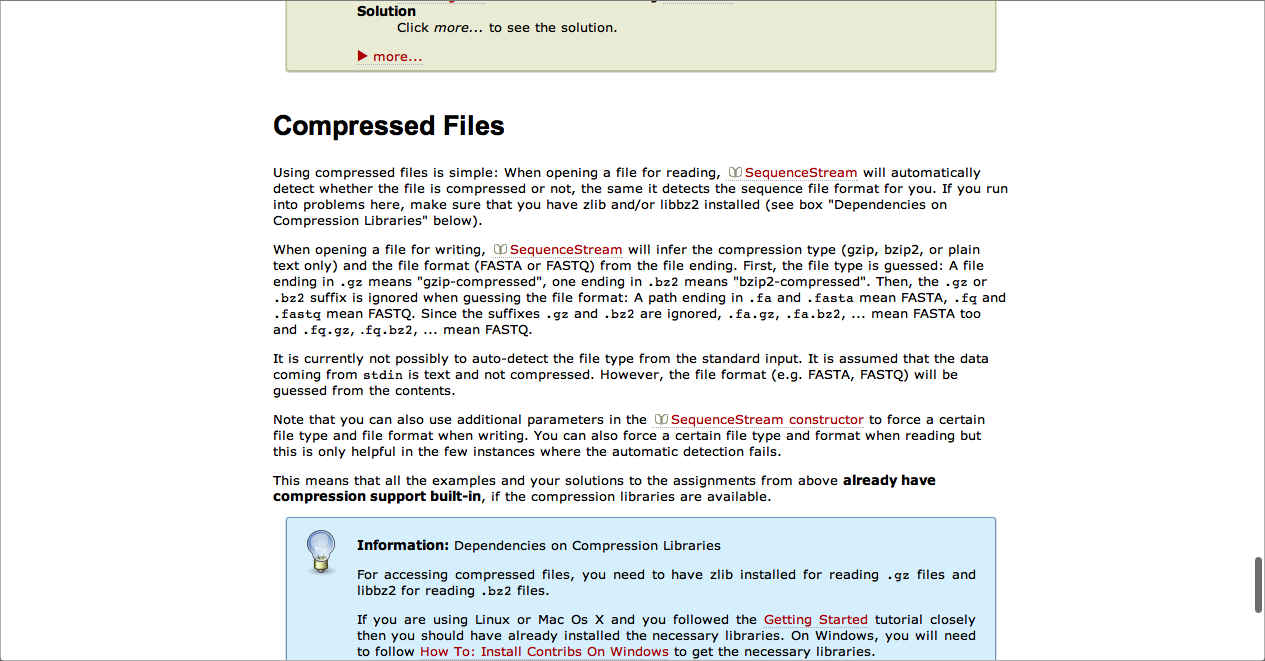 Solution
Click more... to see the solution.
▶ more...
Compressed Files
Using compressed files is simple: When opening a file for reading, SequenceStream will automatically
detect whether the file is compressed or not, the same it detects the sequence file format for you. If you run
into problems here, make sure that you have zlib and/or libbz2 installed (see box "Dependencies on
Compression Libraries" below).
When opening a file for writing, SequenceStream will infer the compression type (gzip, bzip2, or plain
text only) and the file format (FASTA or FASTQ) from the file ending. First, the file type is guessed: A file
ending in .gz means "gzip-compressed", one ending in .bz2 means "bzip2-compressed". Then, the .gz or
.bz2 suffix is ignored when guessing the file format: A path ending in .fa and .fasta mean FASTA, .fq and
.fastq mean FASTQ. Since the suffixes .gz and .bz2 are ignored, .fa.gz, .fa.bz2, ... mean FASTA too
and .fq.gz, .fq.bz2, ... mean FASTQ.
It is currently not possibly to auto-detect the file type from the standard input. It is assumed that the data
coming from stdin is text and not compressed. However, the file format (e.g. FASTA, FASTQ) will be
guessed from the contents.
Note that you can also use additional parameters in the SequenceStream constructor to force a certain
file type and file format when writing. You can also force a certain file type and format when reading but
this is only helpful in the few instances where the automatic detection fails.
This means that all the examples and your solutions to the assignments from above already have
compression support built-in, if the compression libraries are available.
Information: Dependencies on Compression Libraries
For accessing compressed files, you need to have zlib installed for reading .gz files and
libbz2 for reading .bz2 files.
If you are using Linux or Mac Os X and you followed the Getting Started tutorial closely
then you should have already installed the necessary libraries. On Windows, you will need
to follow How To: Install Contribs On Windows to get the necessary libraries.